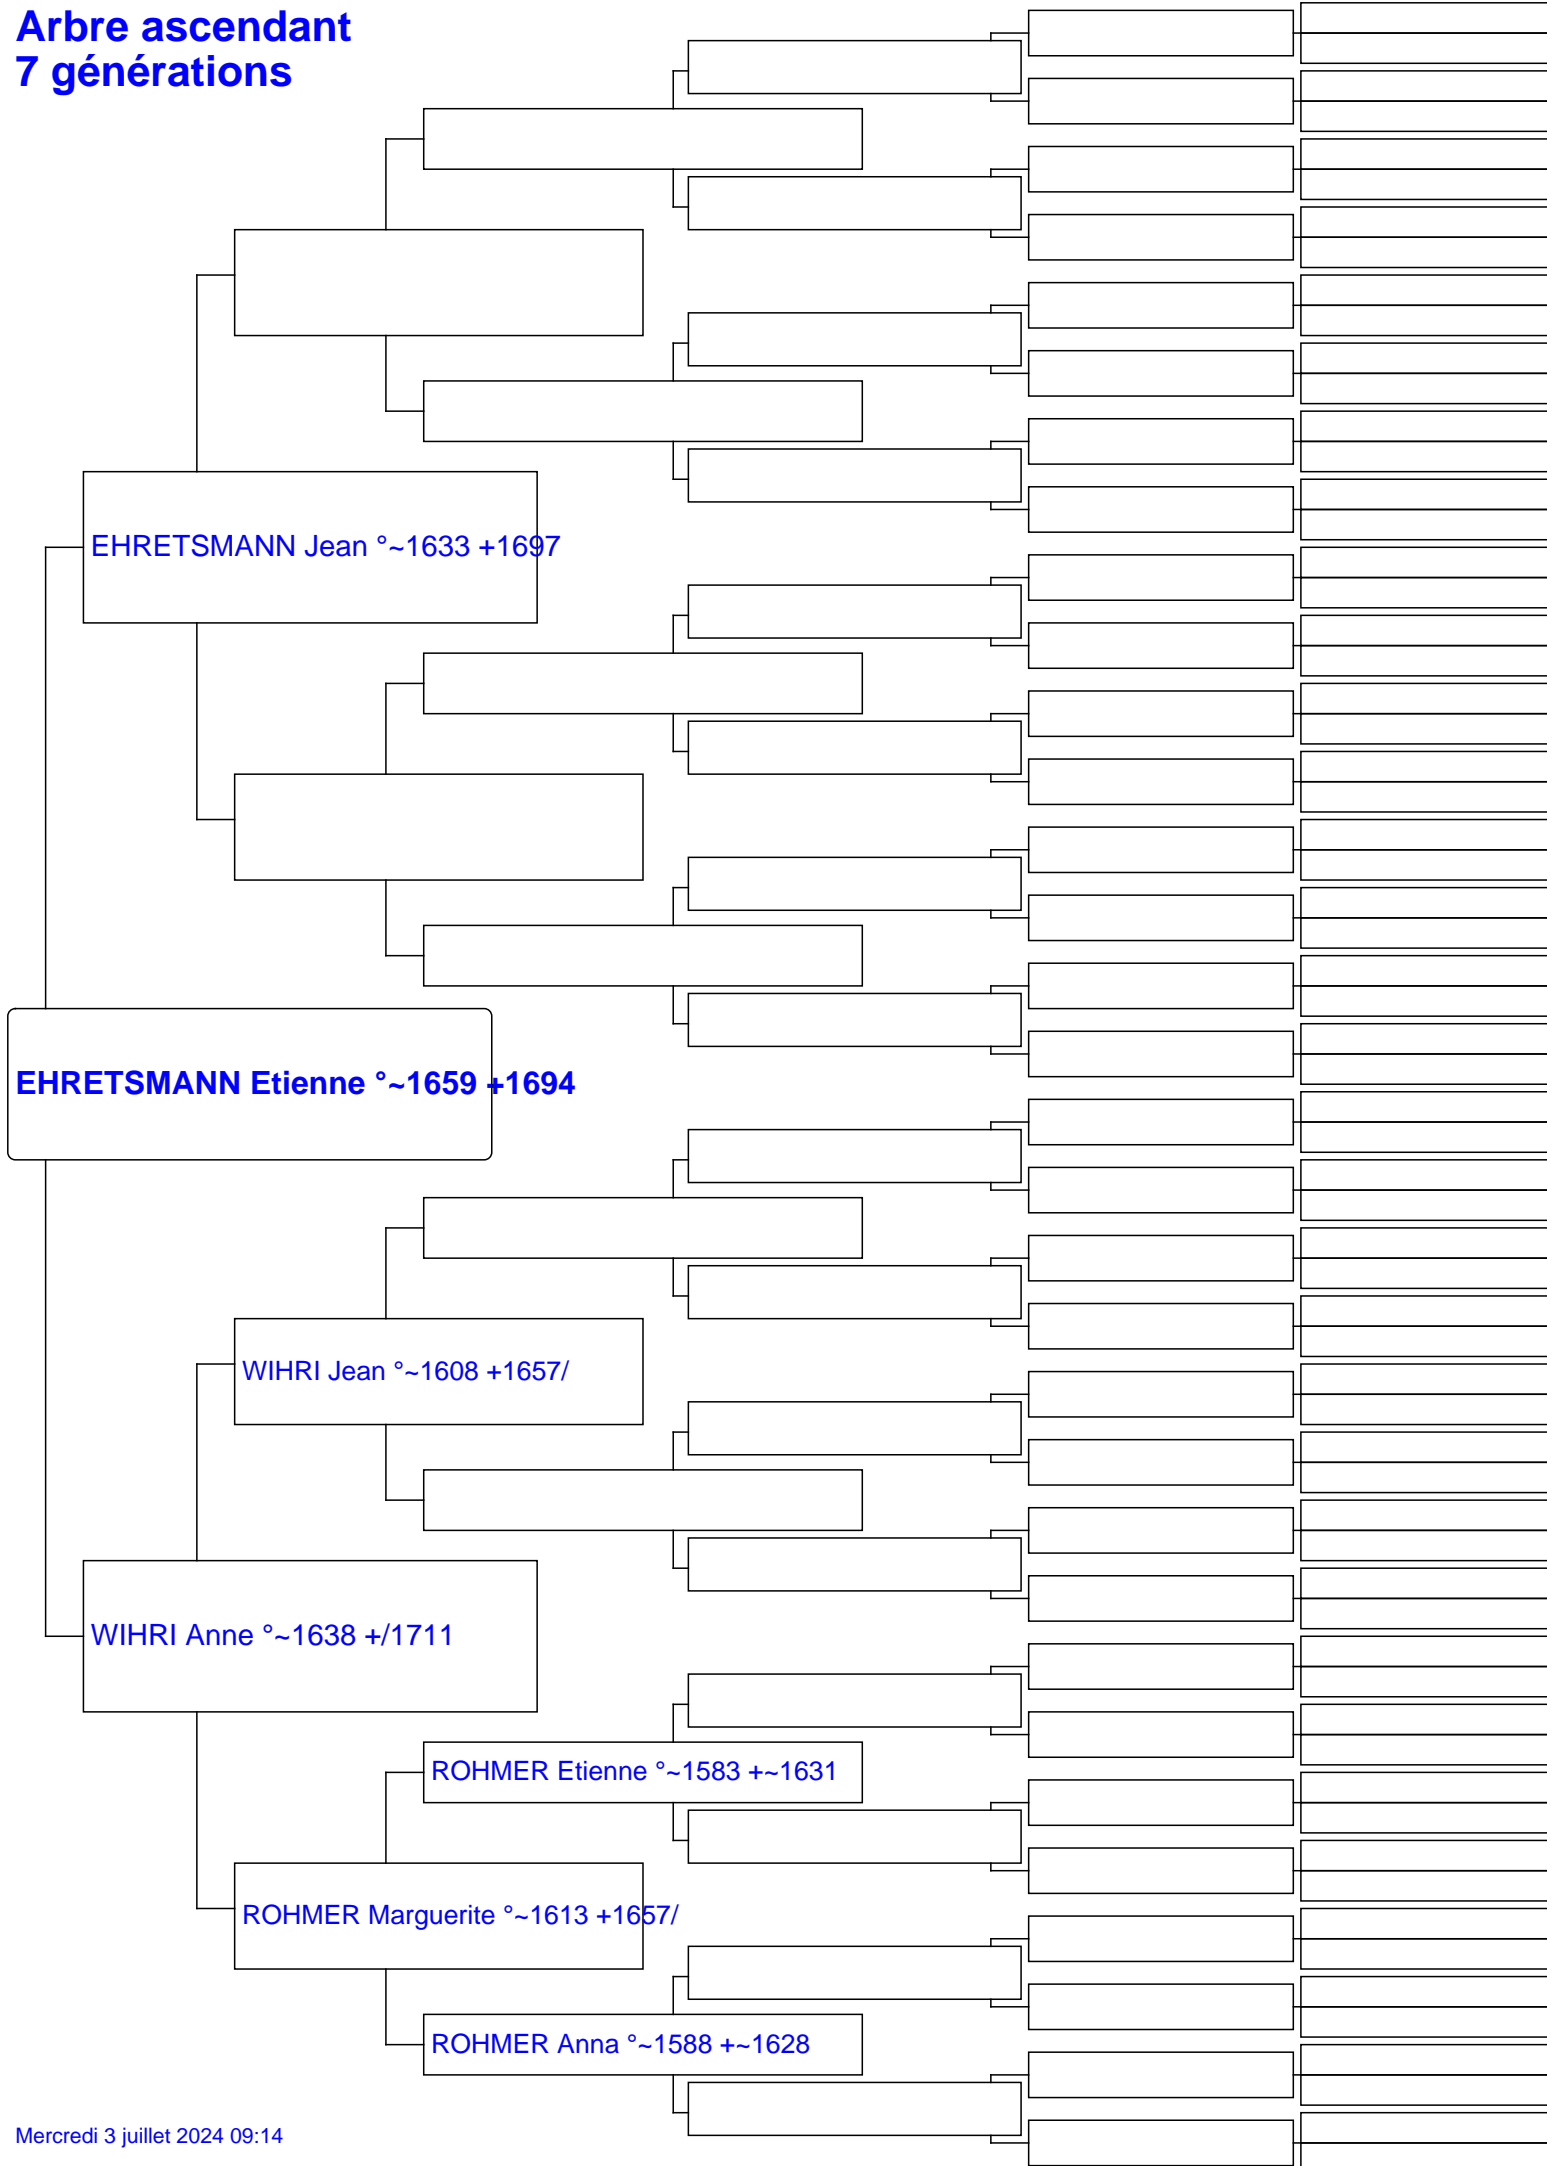 Arbre ascendant
7 générations
EHRETSMANN Jean °~1633 +1697
EHRETSMANN Etienne °~1659 +1694
WIHRI Jean °~1608 +1657/
WIHRI Anne °~1638 +/1711
ROHMER Etienne °~1583 +~1631
ROHMER Marguerite °~1613 +1657/
ROHMER Anna °~1588 +~1628
Mercredi 3 juillet 2024 09:14